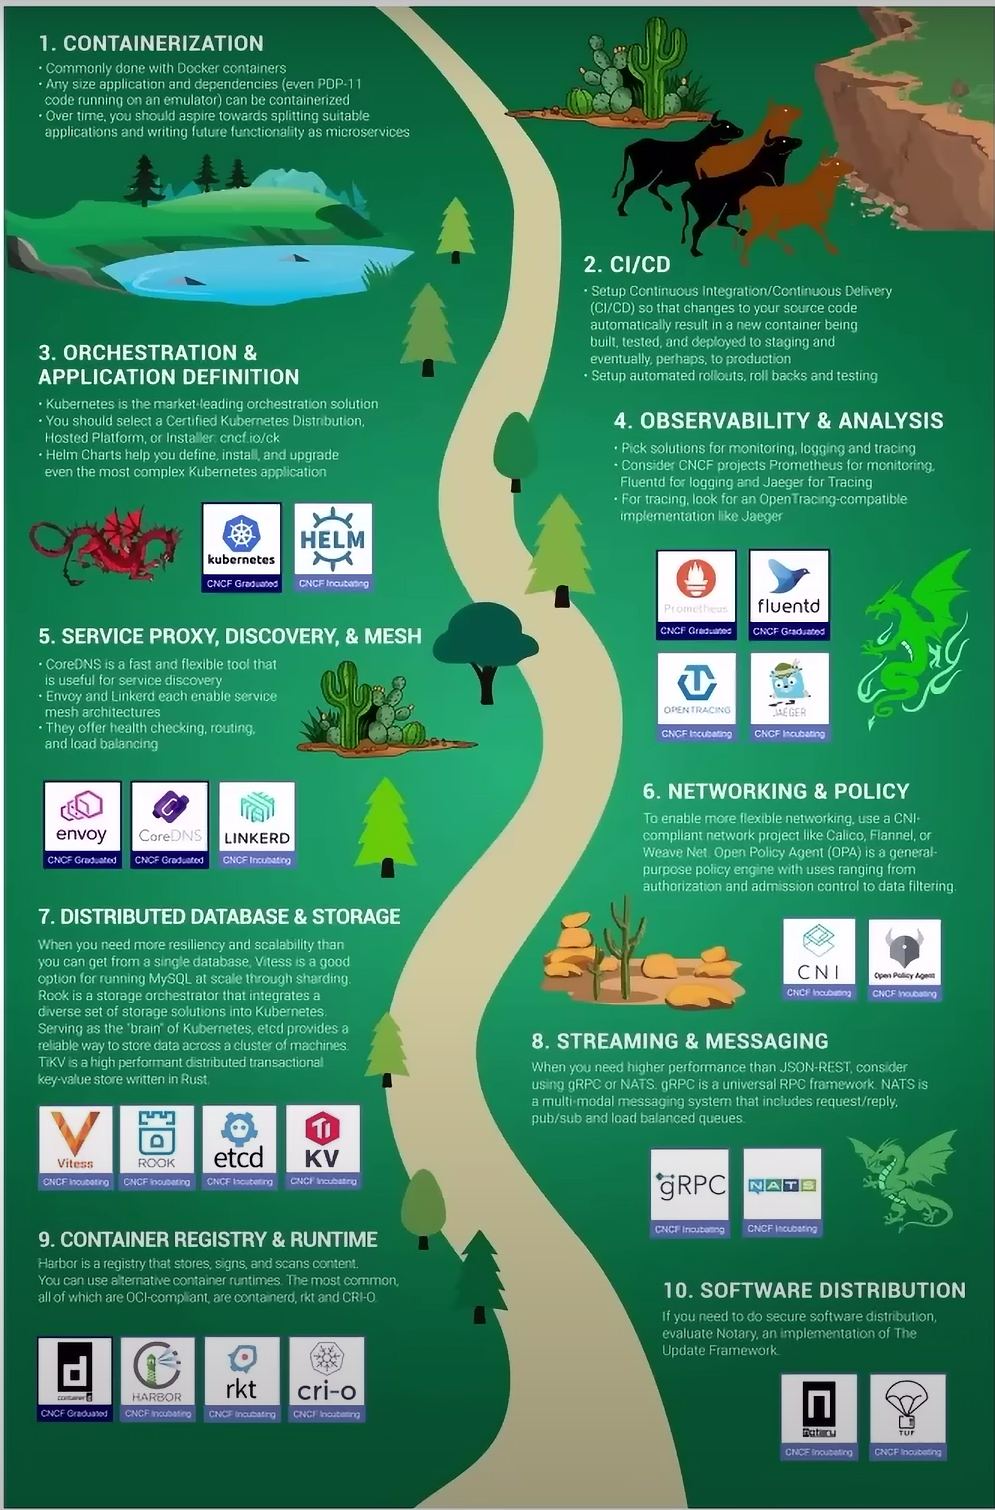 1. CONTAINERIZATION
• Commonly done with Docker containers
• Any size application and dependencies (even PDP-11
code running on an emulator) can be containerized
• Over time, you should aspire towards splitting suitable
applications and writing future functionality as microservices
2. CI/CD
• Setup Continuous Integration/Continuous Delivery
(CI/CD) so that changes to your source code
automatically result in a new container being
built, tested, and deployed to staging and
eventually, perhaps, to production
• Setup automated rollouts, roll backs and testing
3. ORCHESTRATION &
APPLICATION DEFINITION
• Kubernetes is the market-leading orchestration solution
• You should select a Certified Kubernetes Distribution,
Hosted Platform, or Installer: cncf.io/ck
• Helm Charts help you define, install, and upgrade
even the most complex Kubernetes application
kubernetes
CNCF Graduated
HELM
CNCF Incubating
4. OBSERVABILITY & ANALYSIS
• Pick solutions for monitoring, logging and tracing
• Consider CNCF projects Prometheus for monitoring,
Fluentd for logging and Jaeger for Tracing
• For tracing, look for an OpenTracing-compatible
implementation like Jaeger
Prometheus
CNCF Graduated
fluentd
CNCF Graduated
OPENTRACING
CNCF Incubating
JAEGER
CNCF Incubating
5. SERVICE PROXY, DISCOVERY, & MESH
• CoreDNS is a fast and flexible tool that
is useful for service discovery
• Envoy and Linkerd each enable service
mesh architectures
• They offer health checking, routing,
and load balancing
envoy
CNCF Graduated
CoreDNS
CNCF Graduated
LINKERD
CNCF Incubating
6. NETWORKING & POLICY
To enable more flexible networking, use a CNI-
compliant network project like Calico, Flannel, or
Weave Net. Open Policy Agent (OPA) is a general-
purpose policy engine with uses ranging from
authorization and admission control to data filtering.
CNI
CNCF Incubating
Open Policy Agent
CNCF Incubating
7. DISTRIBUTED DATABASE & STORAGE
When you need more resiliency and scalability than
you can get from a single database, Vitess is a good
option for running MySQL at scale through sharding.
Rook is a storage orchestrator that integrates a
diverse set of storage solutions into Kubernetes.
Serving as the "brain" of Kubernetes, etcd provides a
reliable way to store data across a cluster of machines.
TiKV is a high performant distributed transactional
key-value store written in Rust.
Vitess
CNCF Incubating
ROOK
CNCF Incubating
etcd
CNCF Incubating
TI
KV
CNCF Incubating
8. STREAMING & MESSAGING
When you need higher performance than JSON-REST, consider
using gRPC or NATS. gRPC is a universal RPC framework. NATS is
a multi-modal messaging system that includes request/reply,
pub/sub and load balanced queues.
gRPC
CNCF Incubating
NATS
CNCF Incubating
9. CONTAINER REGISTRY & RUNTIME
Harbor is a registry that stores, signs, and scans content.
You can use alternative container runtimes. The most common,
all of which are OCI-compliant, are containerd, rkt and CRI-O.
d
containerd
CNCF Graduated
HARBOR
CNCF Incubating
rkt
CNCF Incubating
cri-o
CNCF Incubating
10. SOFTWARE DISTRIBUTION
If you need to do secure software distribution,
evaluate Notary, an implementation of The
Update Framework.
Notary
CNCF Incubating
TUF
CNCF Incubating